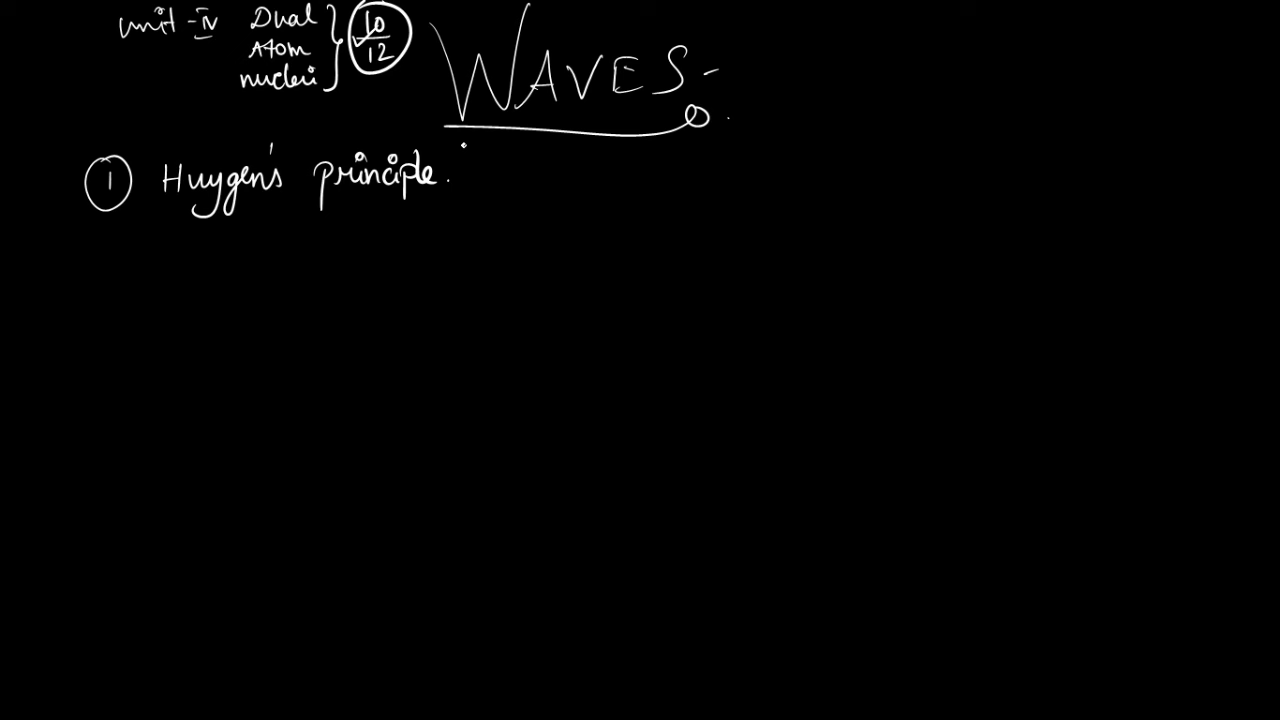 unit - IV Dual
Atom
nuclei
10
12
WAVES -
1 Huygen's principle.